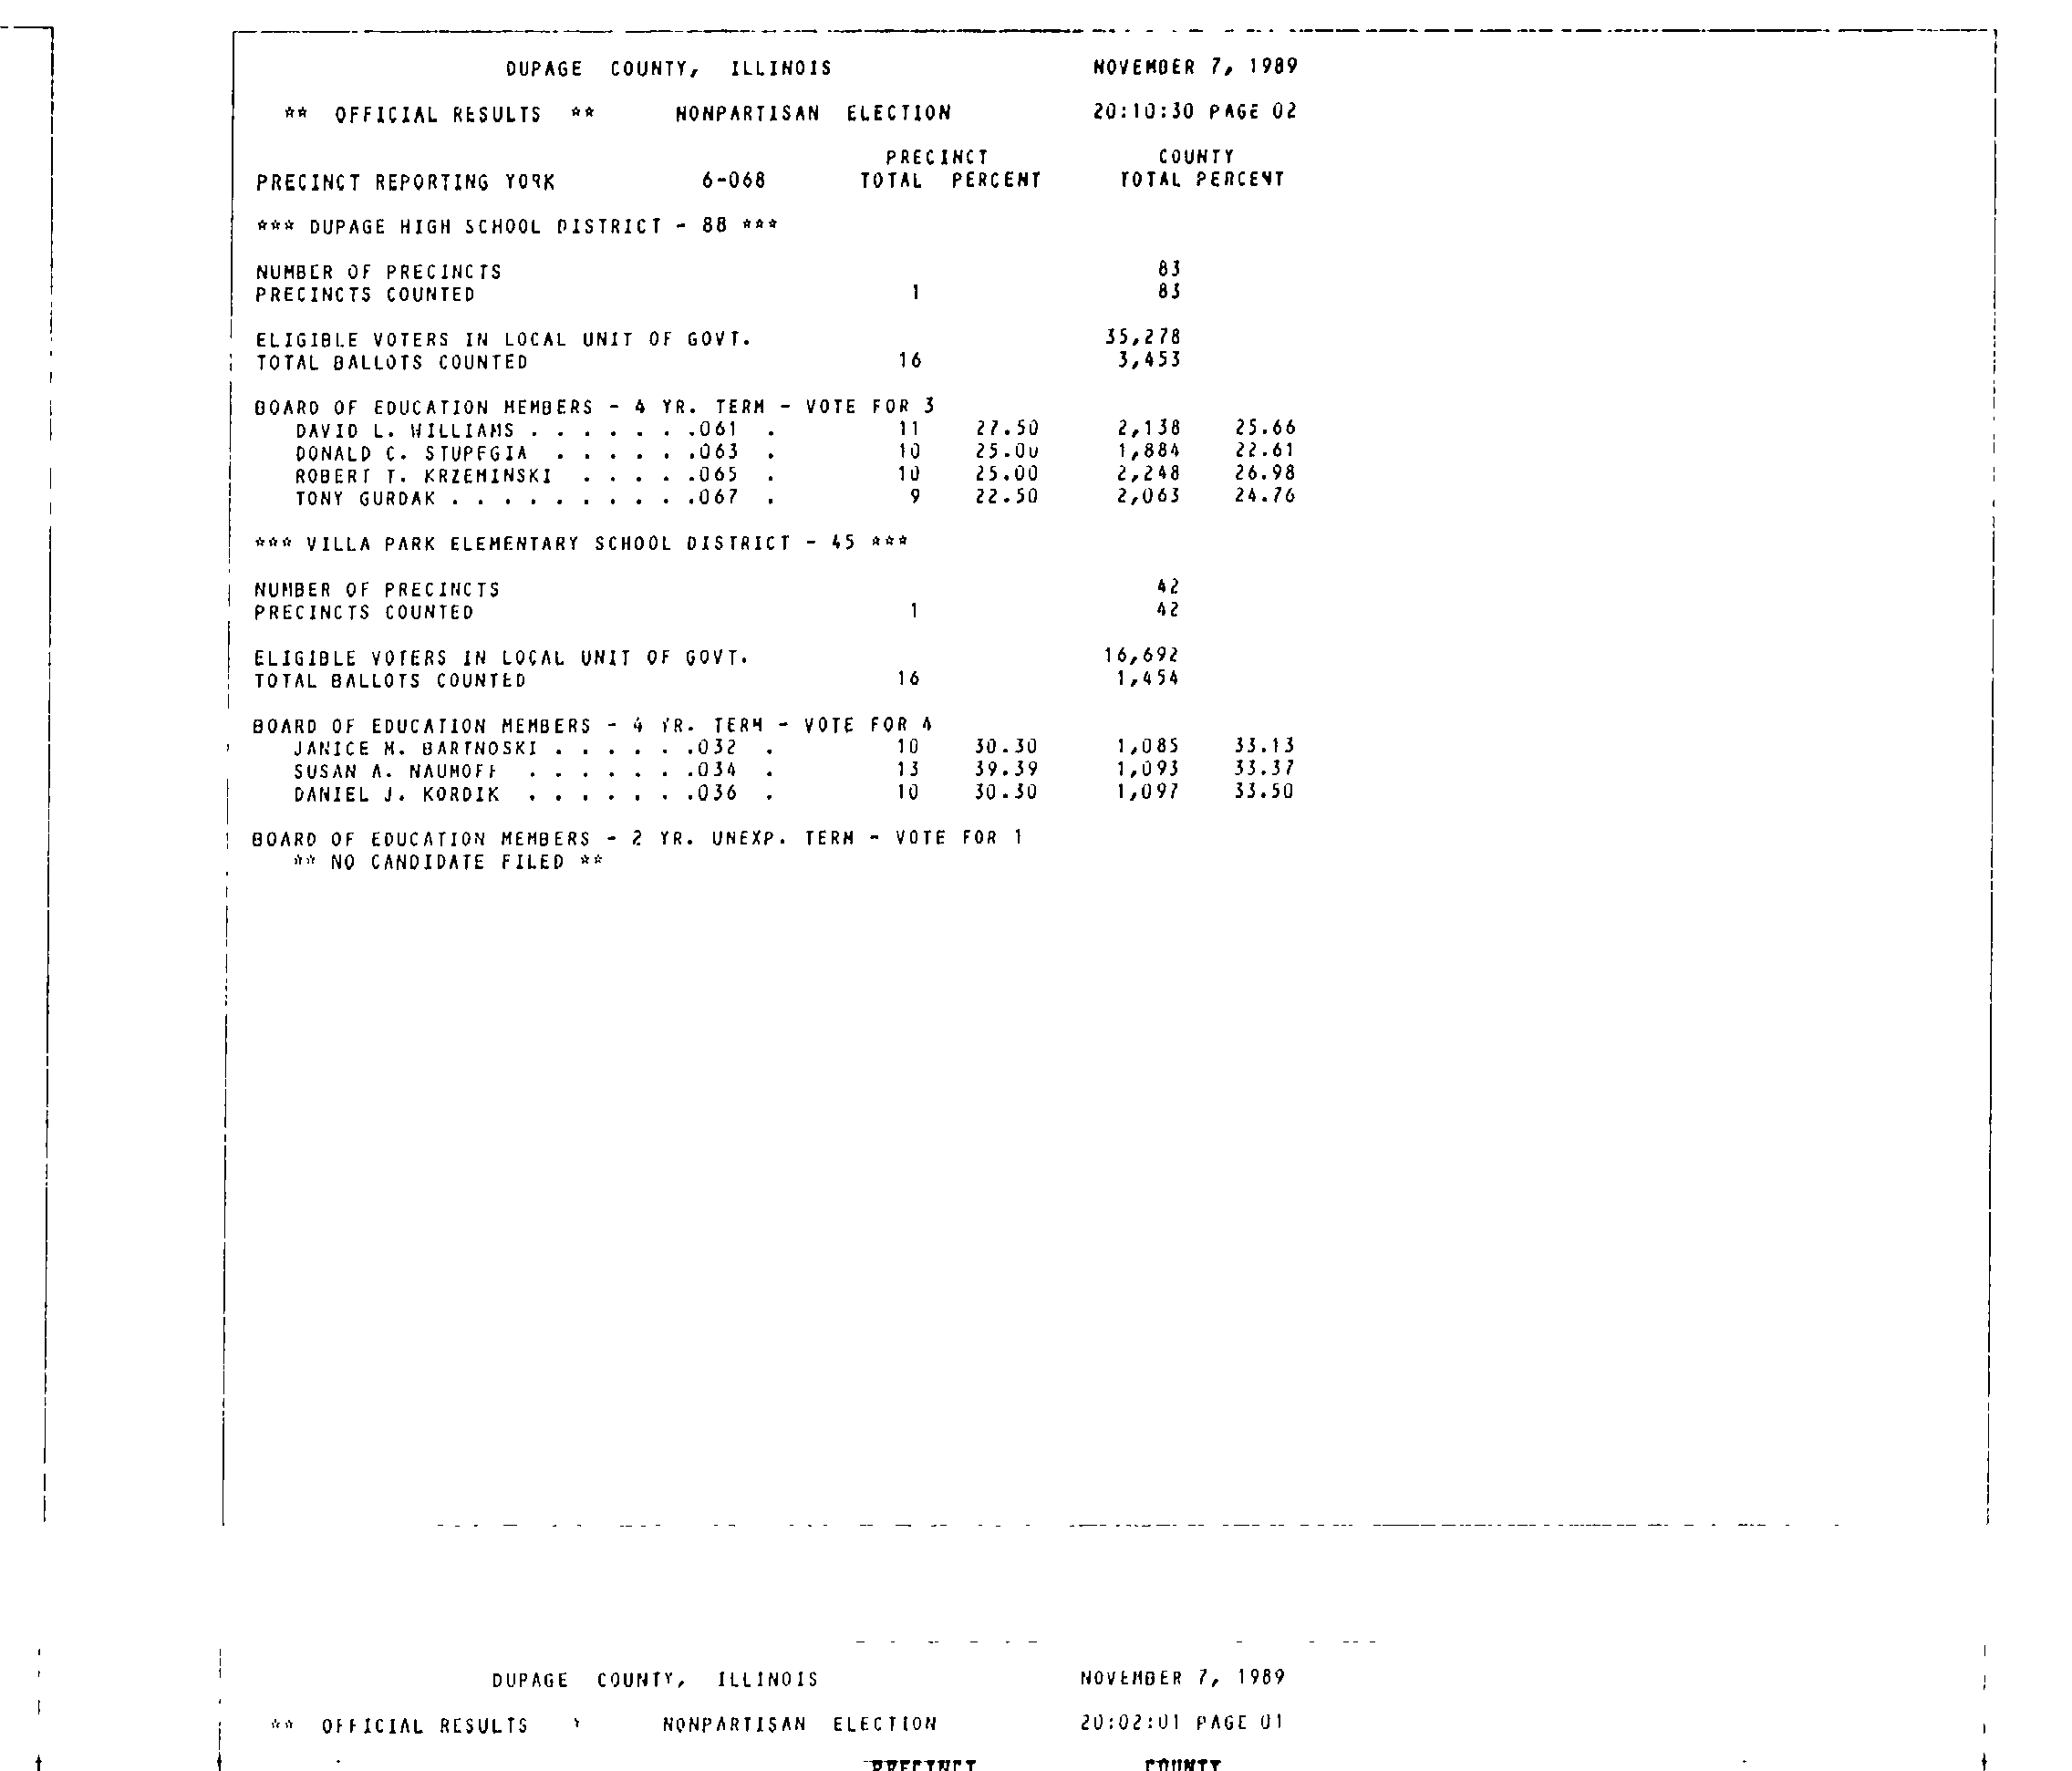 DUPAGE COUNTY, ILLINOIS NOVEMBER 7, 1989
** OFFICIAL RESULTS ** NONPARTISAN ELECTION 20:10:30 PAGE 02
PRECINCT COUNTY
PRECINCT REPORTING YORK 6-068 TOTAL PERCENT TOTAL PERCENT
*** DUPAGE HIGH SCHOOL DISTRICT - 88 ***
NUMBER OF PRECINCTS 83
PRECINCTS COUNTED 1 83
ELIGIBLE VOTERS IN LOCAL UNIT OF GOVT. 35,278
TOTAL BALLOTS COUNTED 16 3,453
BOARD OF EDUCATION MEMBERS - 4 YR. TERM - VOTE FOR 3
DAVID L. WILLIAMS . . . . . . .061 . 11 27.50 2,138 25.66
DONALD C. STUPEGIA . . . . . .063 . 10 25.00 1,884 22.61
ROBERT T. KRZEMINSKI . . . . .065 . 10 25.00 2,248 26.98
TONY GURDAK . . . . . . . . . .067 . 9 22.50 2,063 24.76
*** VILLA PARK ELEMENTARY SCHOOL DISTRICT - 45 ***
NUMBER OF PRECINCTS 42
PRECINCTS COUNTED 1 42
ELIGIBLE VOTERS IN LOCAL UNIT OF GOVT. 16,692
TOTAL BALLOTS COUNTED 16 1,454
BOARD OF EDUCATION MEMBERS - 4 YR. TERM - VOTE FOR 4
JANICE M. BARTNOSKI . . . . . .032 . 10 30.30 1,085 33.13
SUSAN A. NAUMOFF . . . . . . .034 . 13 39.39 1,093 33.37
DANIEL J. KORDIK . . . . . . .036 . 10 30.30 1,097 33.50
BOARD OF EDUCATION MEMBERS - 2 YR. UNEXP. TERM - VOTE FOR 1
** NO CANDIDATE FILED **
DUPAGE COUNTY, ILLINOIS NOVEMBER 7, 1989
** OFFICIAL RESULTS NONPARTISAN ELECTION 20:02:01 PAGE 01
PRECINCT COUNTY